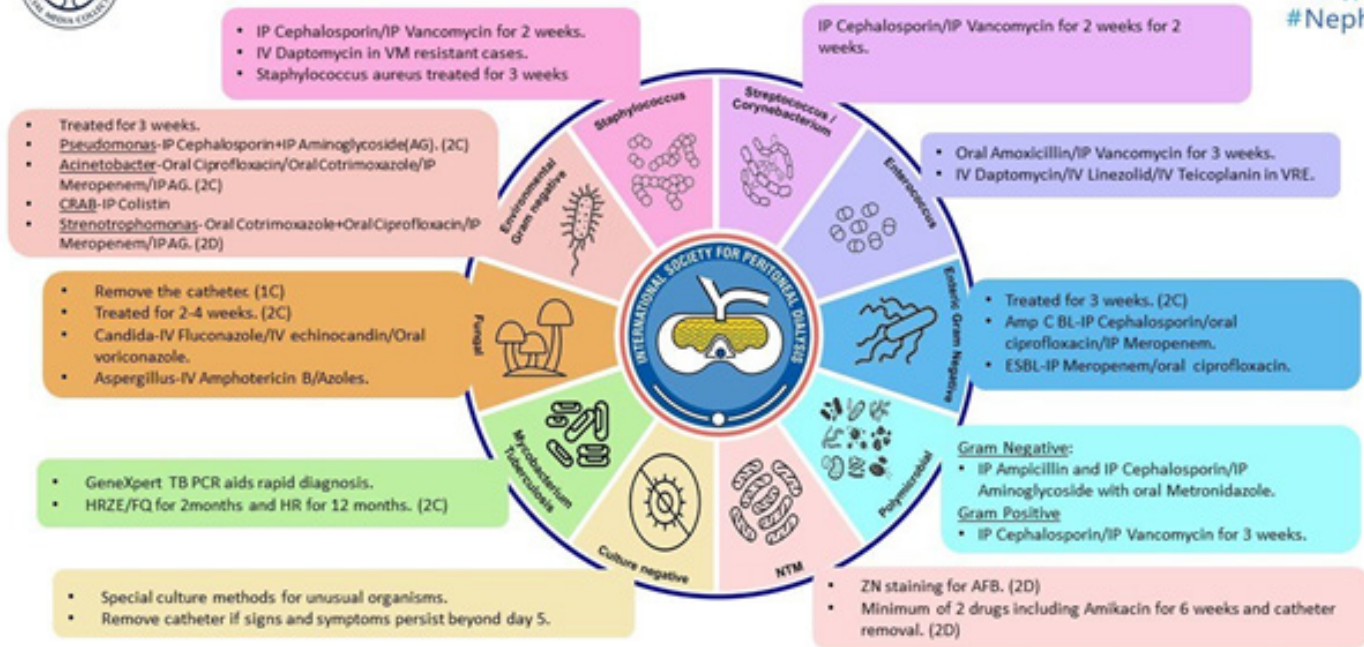 IAL MEDIA COLLECT
#Neph
• IP Cephalosporin/IP Vancomycin for 2 weeks.
• IV Daptomycin in VM resistant cases.
• Staphylococcus aureus treated for 3 weeks
IP Cephalosporin/IP Vancomycin for 2 weeks for 2
weeks.
• Treated for 3 weeks.
• Pseudomonas-IP Cephalosporin+IP Aminoglycoside(AG). (2C)
• Acinetobacter-Oral Ciprofloxacin/Oral Cotrimoxazole/IP
Meropenem/IPAG. (2C)
• CRAB-IP Colistin
• Strenotrophomonas-Oral Cotrimoxazole+Oral Ciprofloxacin/IP
Meropenem/IPAG. (2D)
• Oral Amoxicillin/IP Vancomycin for 3 weeks.
• IV Daptomycin/IV Linezolid/IV Teicoplanin in VRE.
• Remove the catheter. (1C)
• Treated for 2-4 weeks. (2C)
• Candida-IV Fluconazole/IV echinocandin/Oral
voriconazole.
• Aspergillus-IV Amphotericin B/Azoles.
• Treated for 3 weeks. (2C)
• Amp C BL-IP Cephalosporin/oral
ciprofloxacin/IP Meropenem.
• ESBL-IP Meropenem/oral ciprofloxacin.
• GeneXpert TB PCR aids rapid diagnosis.
• HRZE/FQ for 2months and HR for 12 months. (2C)
Gram Negative:
• IP Ampicillin and IP Cephalosporin/IP
Aminoglycoside with oral Metronidazole.
Gram Positive
• IP Cephalosporin/IP Vancomycin for 3 weeks.
• Special culture methods for unusual organisms.
• Remove catheter if signs and symptoms persist beyond day 5.
• ZN staining for AFB. (2D)
• Minimum of 2 drugs including Amikacin for 6 weeks and catheter
removal. (2D)
Staphylococcus
Streptococcus /
Corynebacterium
Enterococcus
Enteric Gram Negative
Polymicrobial
NTM
Culture negative
Mycobacterium
Tuberculosis
Fungal
Environmental
Gram negative
INTERNATIONAL SOCIETY FOR PERITONEAL DIALYSIS